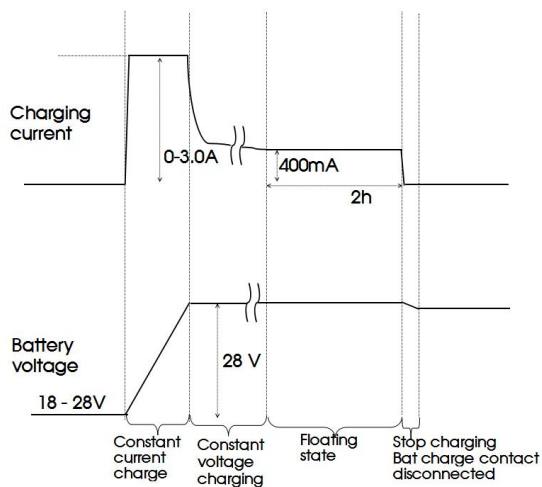 Charging
current
0-3.0A
400mA
2h
Battery
voltage
28 V
18 - 28V
Constant
current
charge
Constant
voltage
charging
Floating
state
Stop charging
Bat charge contact
disconnected